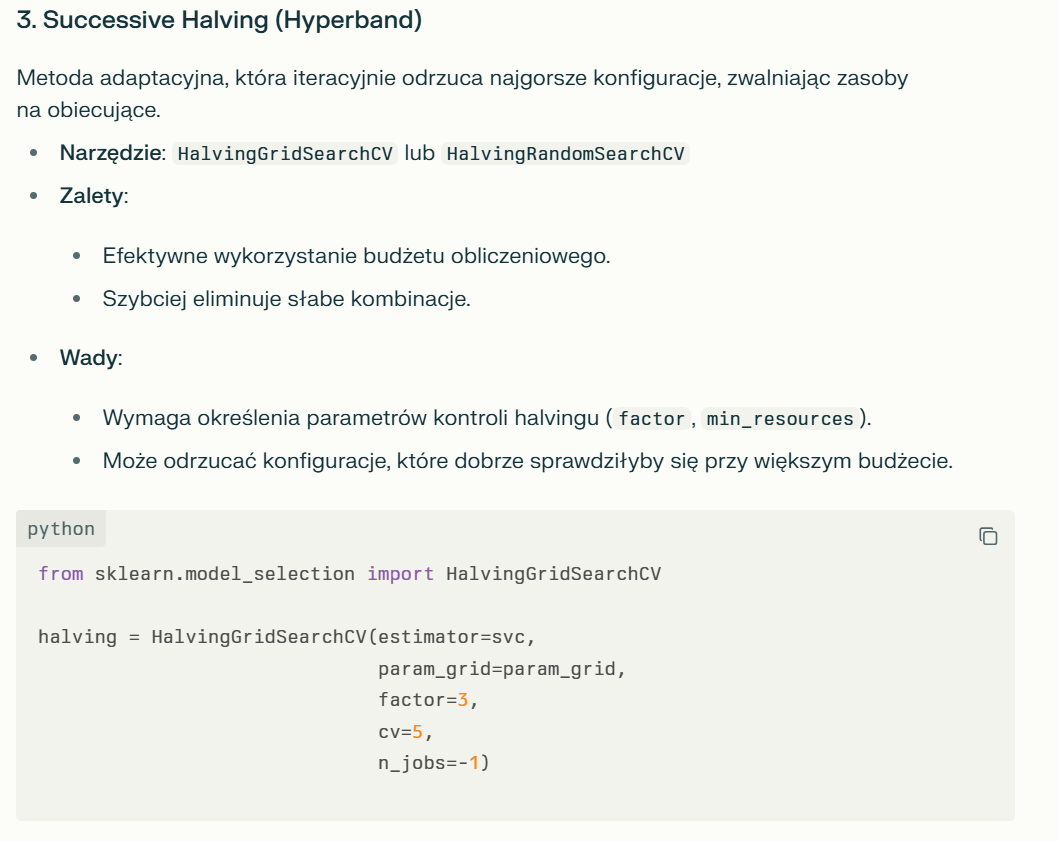 3. Successive Halving (Hyperband)
Metoda adaptacyjna, która iteracyjnie odrzuca najgorsze konfiguracje, zwalniając zasoby
na obiecujące.
• Narzędzie: HalvingGridSearchCV lub HalvingRandomSearchCV
• Zalety:
• Efektywne wykorzystanie budżetu obliczeniowego.
• Szybciej eliminuje słabe kombinacje.
• Wady:
• Wymaga określenia parametrów kontroli halvingu ( factor , min_resources ).
• Może odrzucać konfiguracje, które dobrze sprawdziłyby się przy większym budżecie.
python
from sklearn.model_selection import HalvingGridSearchCV
halving = HalvingGridSearchCV(estimator=svc,
param_grid=param_grid,
factor=3,
cv=5,
n_jobs=-1)